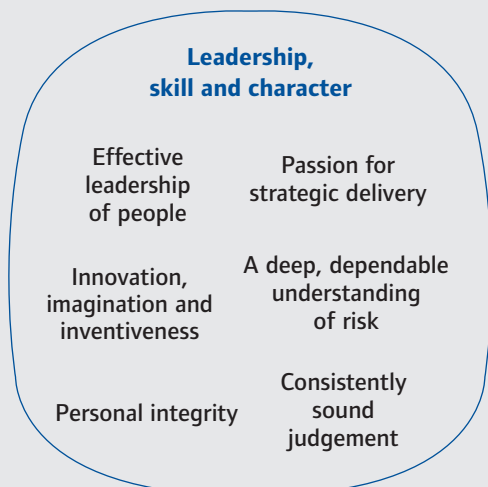 Leadership,
skill and character
Effective
leadership
of people
Passion for
strategic delivery
Innovation,
imagination and
inventiveness
A deep, dependable
understanding
of risk
Personal integrity
Consistently
sound
judgement